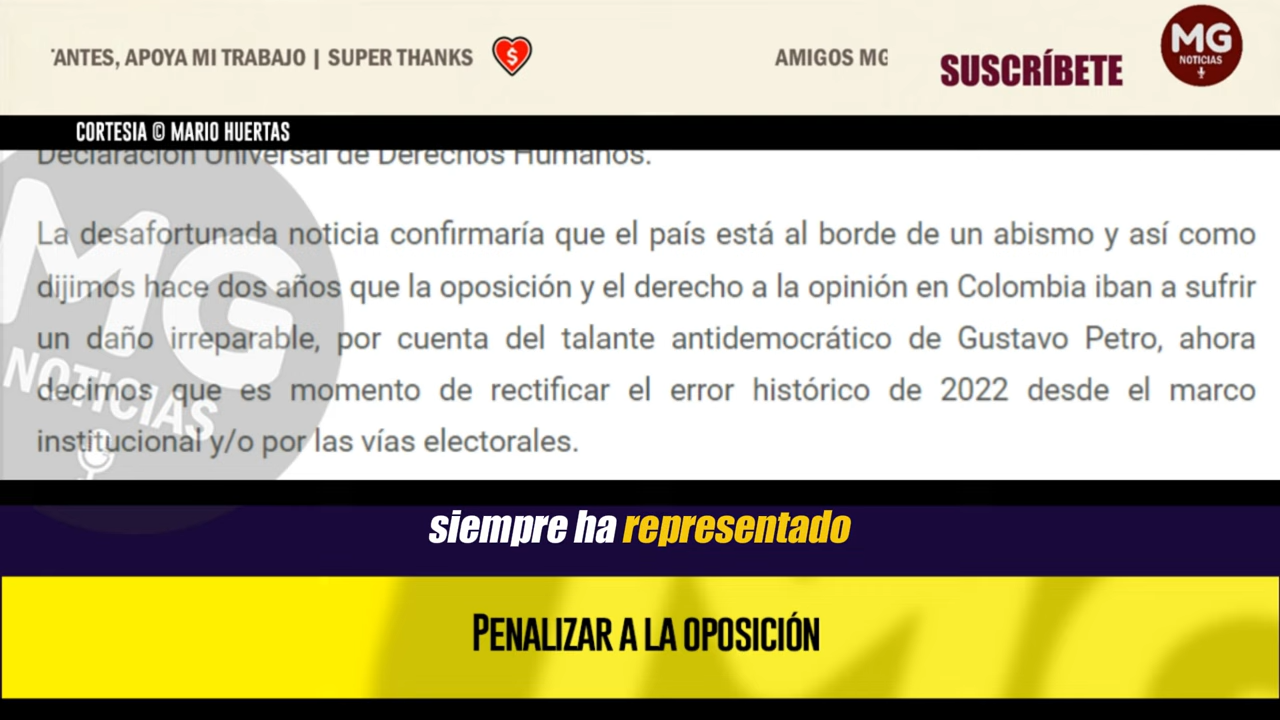 'ANTES, APOYA MI TRABAJO | SUPER THANKS
AMIGOS MG
SUSCRÍBETE
MG
NOTICIAS
CORTESIA © MARIO HUERTAS
Declaración Universal de Derechos Humanos.
La desafortunada noticia confirmaría que el país está al borde de un abismo y así como
dijimos hace dos años que la oposición y el derecho a la opinión en Colombia iban a sufrir
un daño irreparable, por cuenta del talante antidemocrático de Gustavo Petro, ahora
decimos que es momento de rectificar el error histórico de 2022 desde el marco
institucional y/o por las vías electorales.
MG
NOTICIAS
siempre ha representado
PENALIZAR A LA OPOSICIÓN